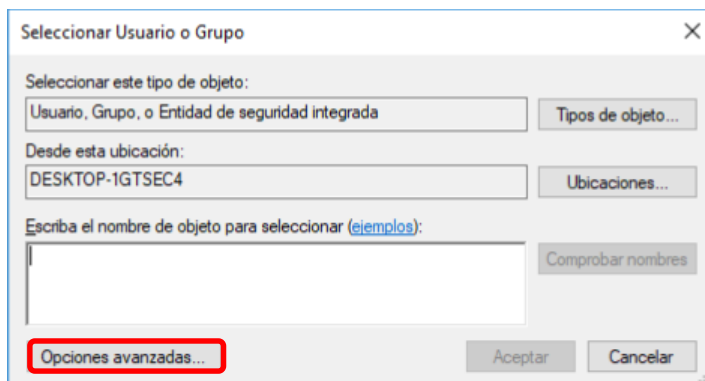 Seleccionar Usuario o Grupo
Seleccionar este tipo de objeto:
Usuario, Grupo, o Entidad de seguridad integrada
Tipos de objeto...
Desde esta ubicación:
DESKTOP-1GTSEC4
Ubicaciones...
Escriba el nombre de objeto para seleccionar (ejemplos):
Comprobar nombres
Opciones avanzadas...
Aceptar
Cancelar